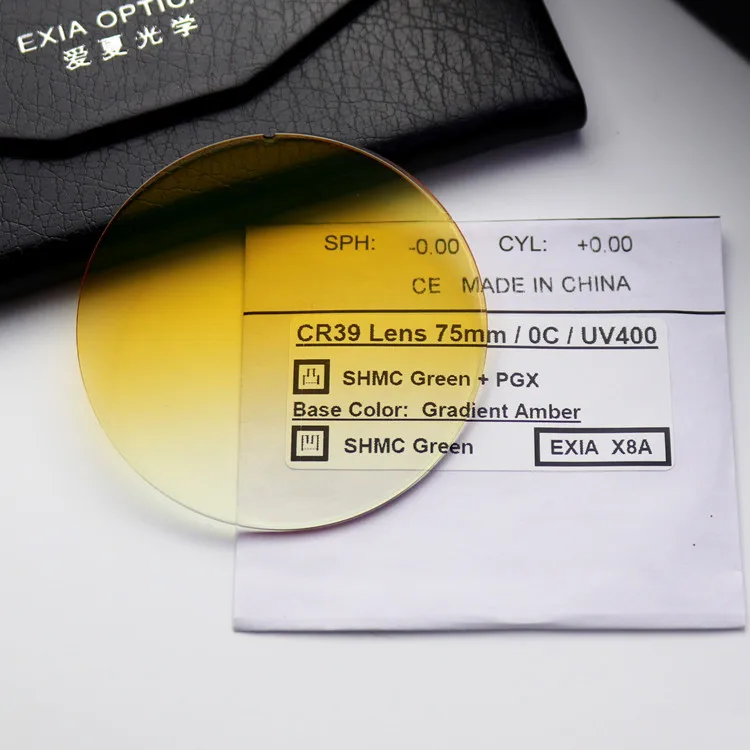 EXIA OPTICA
爱夏光学
SPH: -0.00 CYL: +0.00
CE MADE IN CHINA
CR39 Lens 75mm / 0C / UV400
SHMC Green + PGX
Base Color: Gradient Amber
SHMC Green
EXIA X8A